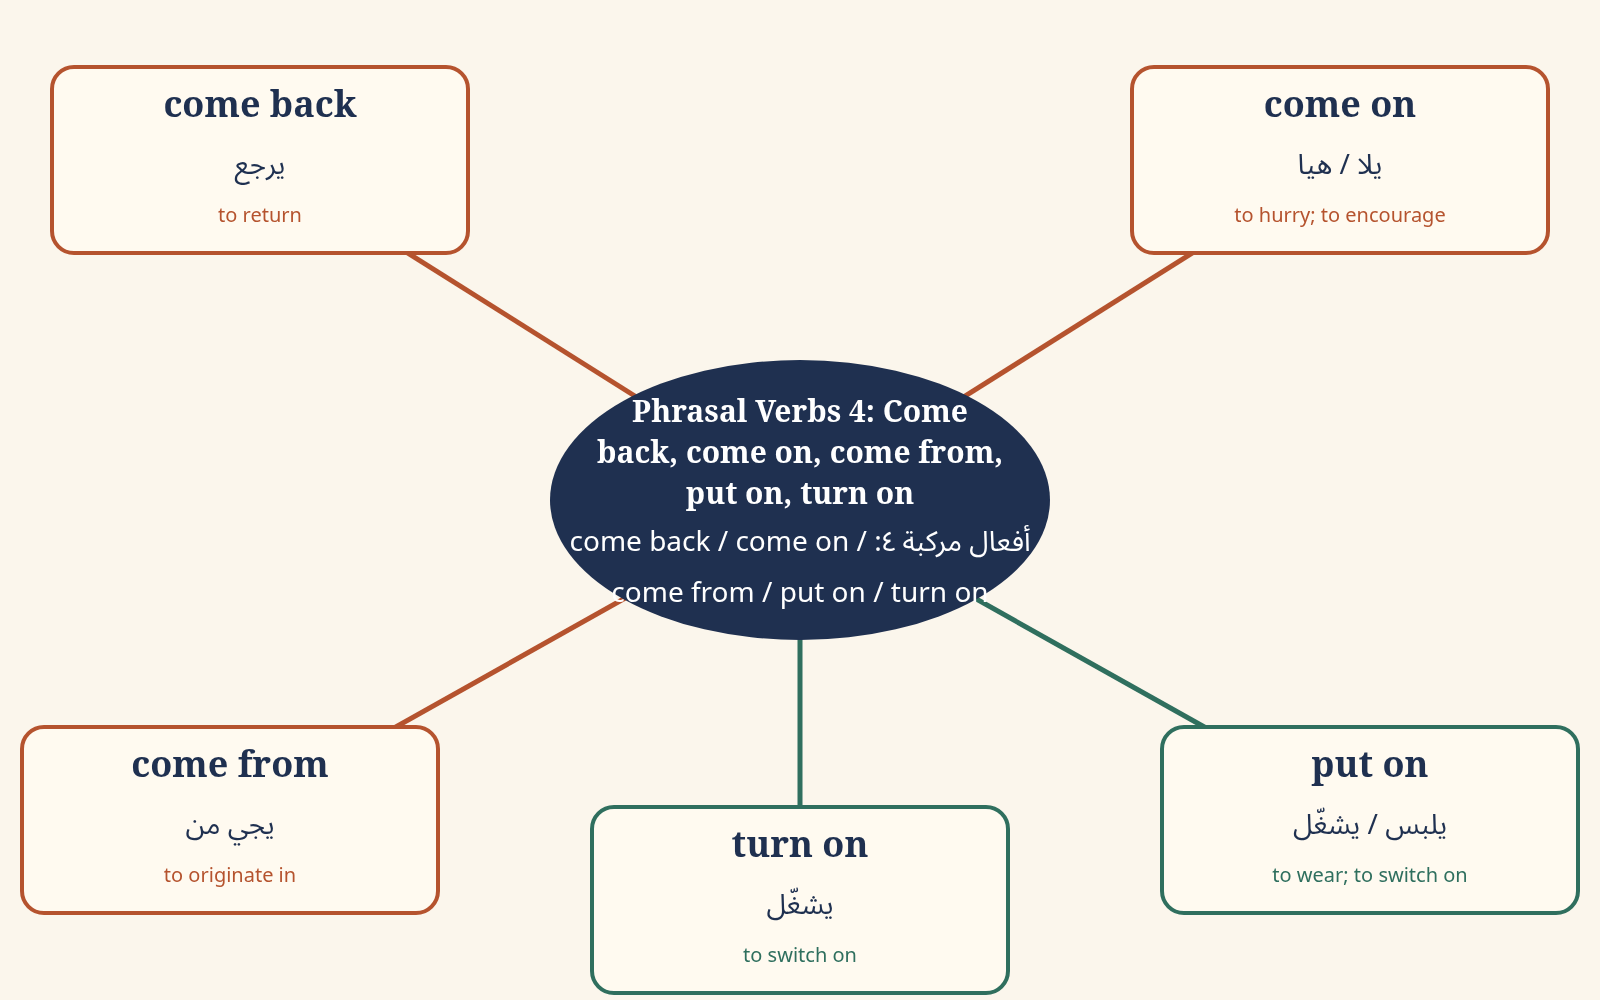 come back
يرجع
to return
come on
يلا / هيا
to hurry; to encourage
Phrasal Verbs 4: Come
back, come on, come from,
put on, turn on
أفعال مركبة ٤: come back / come on /
come from / put on / turn on
come from
يجي من
to originate in
put on
يلبس / يشغّل
to wear; to switch on
turn on
يشغّل
to switch on